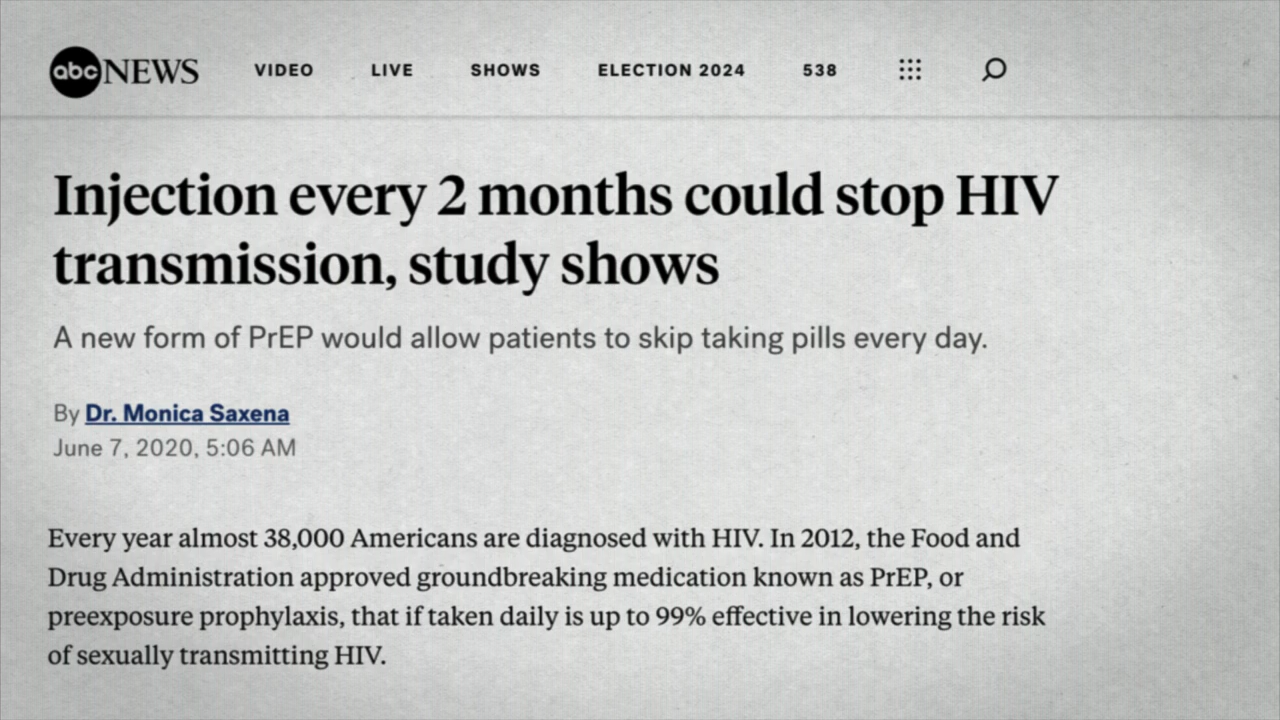 abc NEWS VIDEO LIVE SHOWS ELECTION 2024 538
Injection every 2 months could stop HIV
transmission, study shows
A new form of PrEP would allow patients to skip taking pills every day.
By Dr. Monica Saxena
June 7, 2020, 5:06 AM
Every year almost 38,000 Americans are diagnosed with HIV. In 2012, the Food and
Drug Administration approved groundbreaking medication known as PrEP, or
preexposure prophylaxis, that if taken daily is up to 99% effective in lowering the risk
of sexually transmitting HIV.